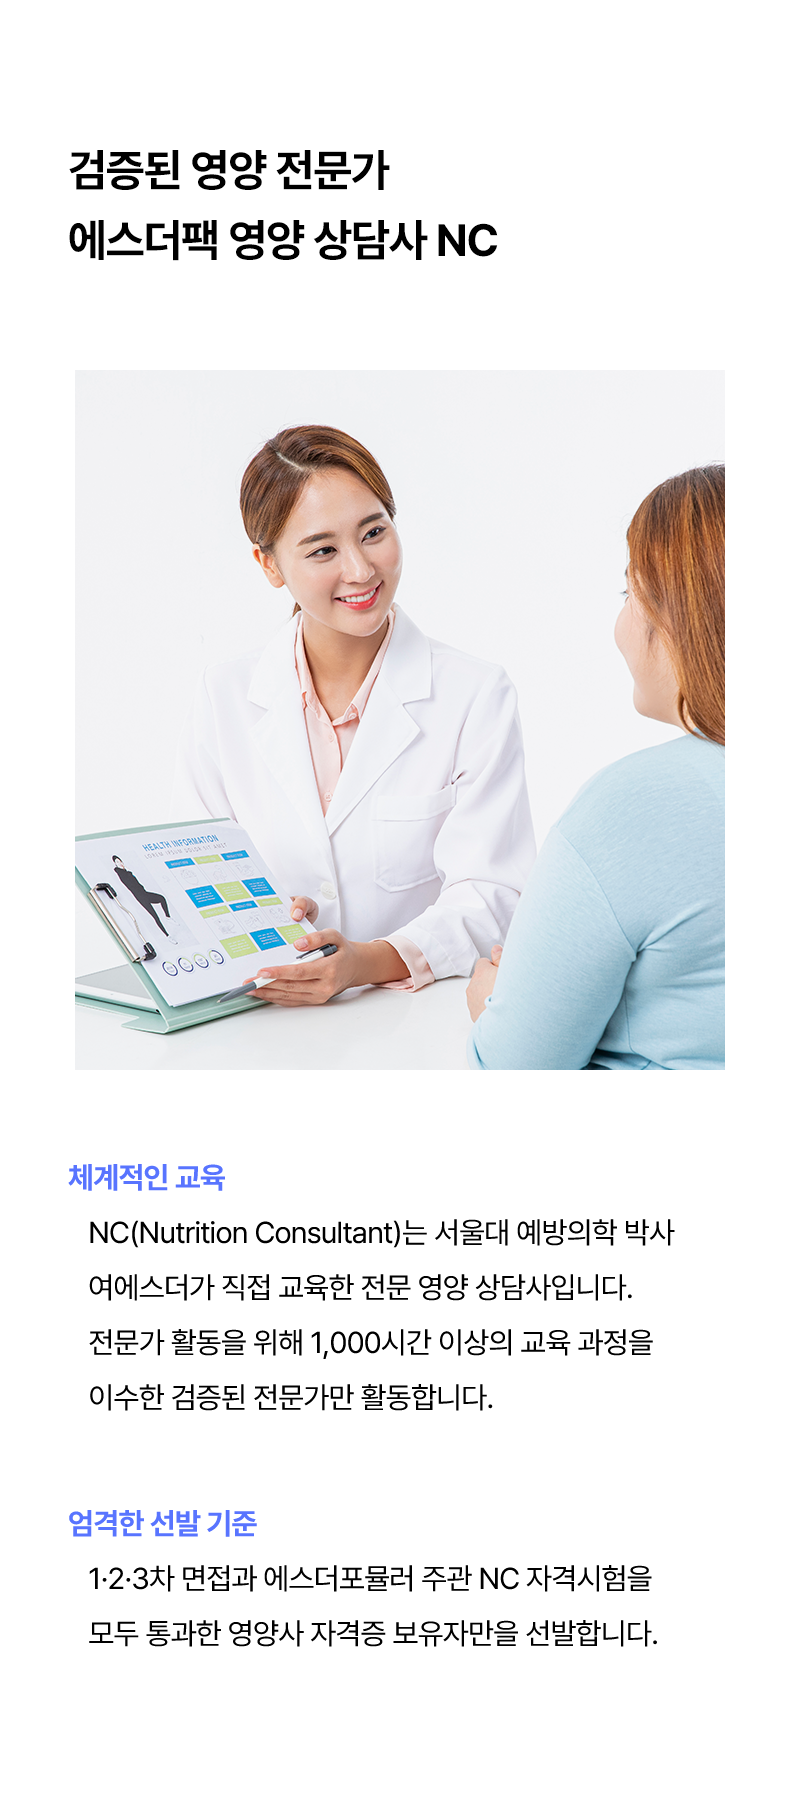 검증된 영양 전문가
에스더팩 영양 상담사 NC
HEALTH INFORMATION
LOREM IPSUM DOLOR SIT AMET
체계적인 교육
NC(Nutrition Consultant)는 서울대 예방의학 박사
여에스더가 직접 교육한 전문 영양 상담사입니다.
전문가 활동을 위해 1,000시간 이상의 교육 과정을
이수한 검증된 전문가만 활동합니다.
엄격한 선발 기준
1·2·3차 면접과 에스더포뮬러 주관 NC 자격시험을
모두 통과한 영양사 자격증 보유자만을 선발합니다.